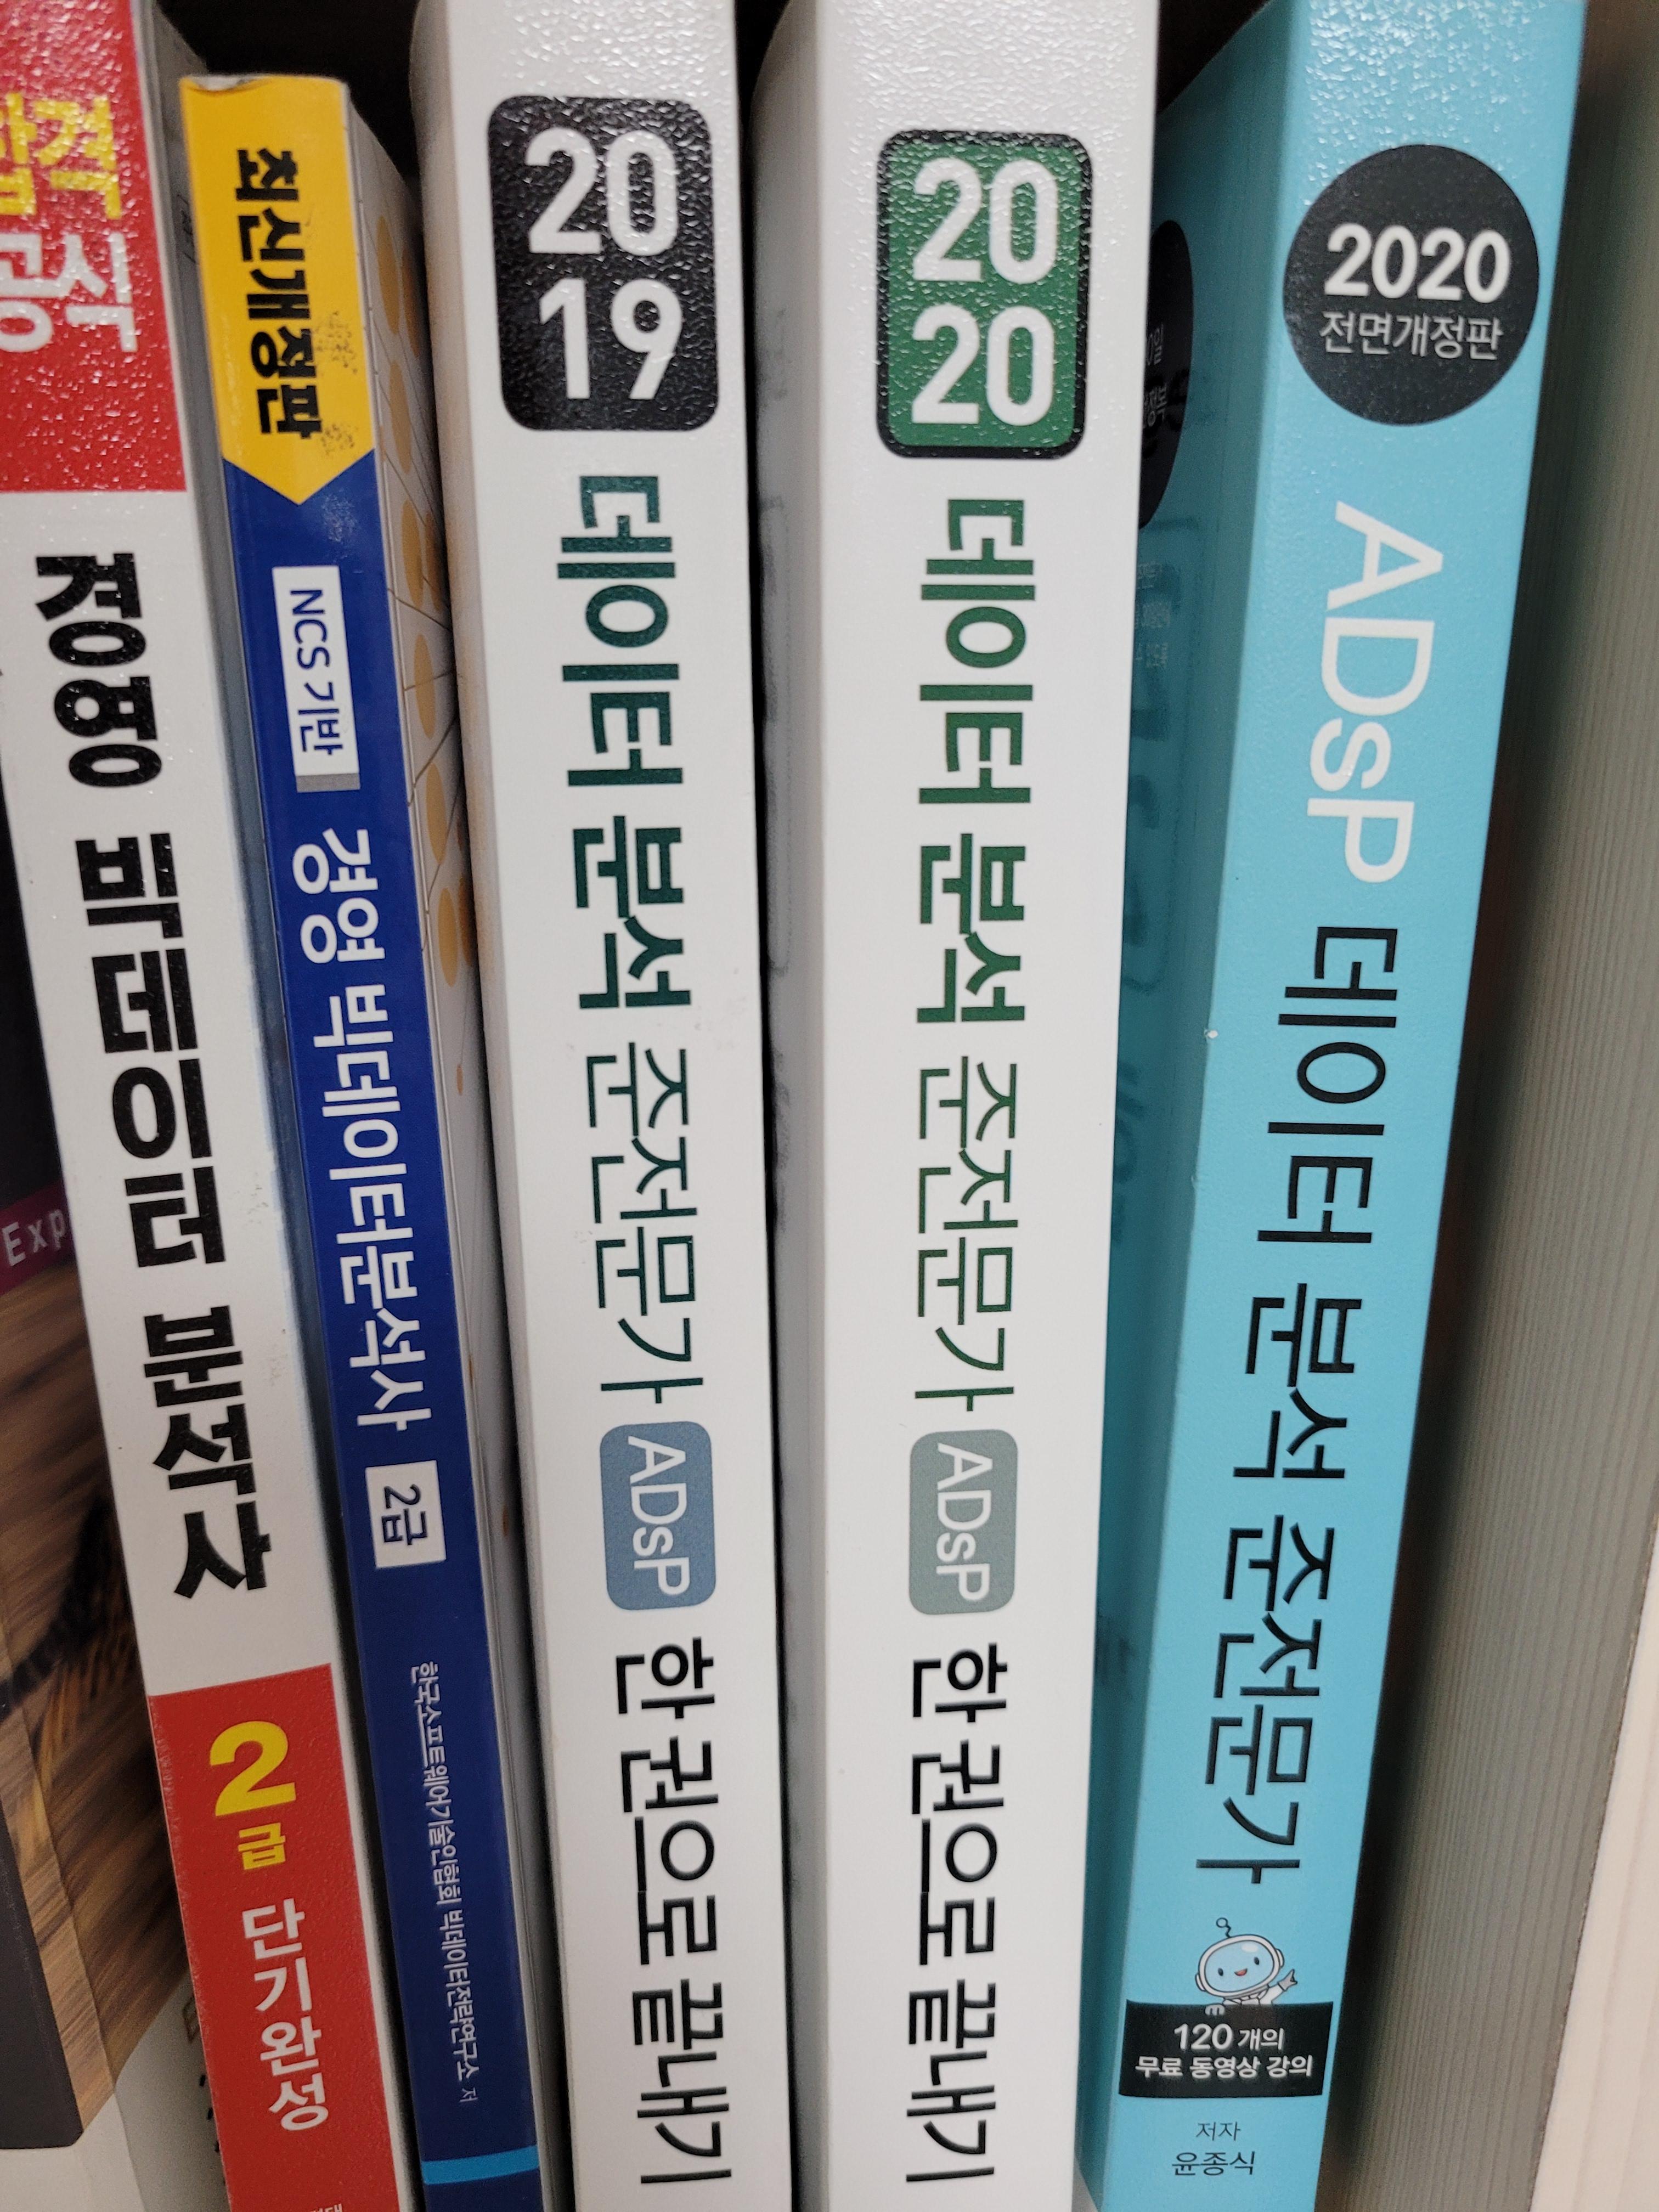 합격
공식
경영 빅데이터 분석사
2급 단기완성
Exp
최신개정판
NCS 기반
경영 빅데이터분석사 2급
한국소프트웨어기술인협회 빅데이터전략연구소 저
20
19
데이터 분석 준전문가 ADsP 한 권으로 끝내기
20
20
데이터 분석 준전문가 ADsP 한 권으로 끝내기
2020
전면개정판
ADsP 데이터 분석 준전문가
120개의
무료 동영상 강의
저자
윤종식